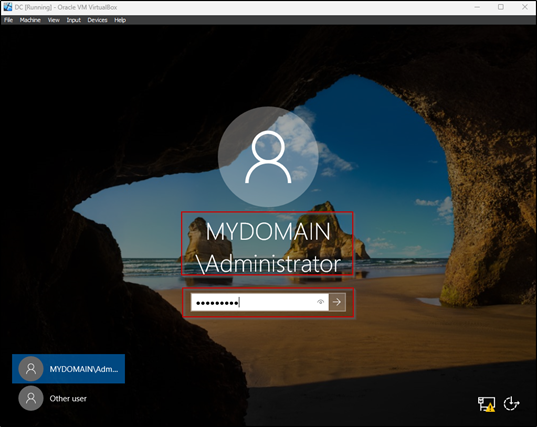 DC [Running] - Oracle VM VirtualBox
File Machine View Input Devices Help
MYDOMAIN
\Administrator
MYDOMAIN\Adm...
Other user